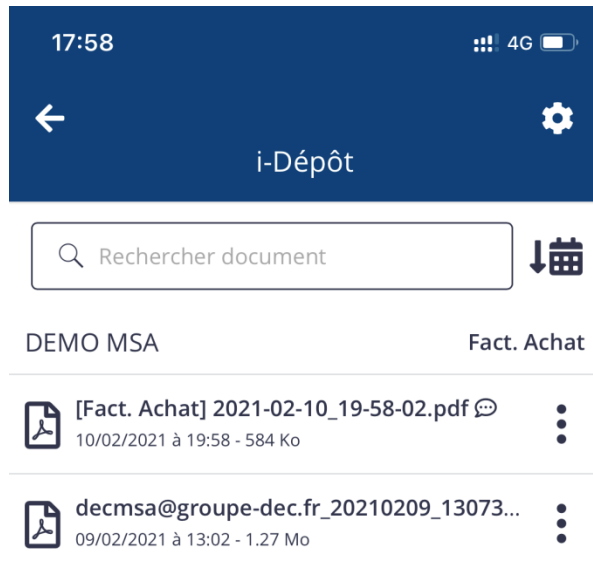 17:58 4G
i-Dépôt
Rechercher document
DEMO MSA Fact. Achat
[Fact. Achat] 2021-02-10_19-58-02.pdf
10/02/2021 à 19:58 - 584 Ko
decmsa@groupe-dec.fr_20210209_13073...
09/02/2021 à 13:02 - 1.27 Mo